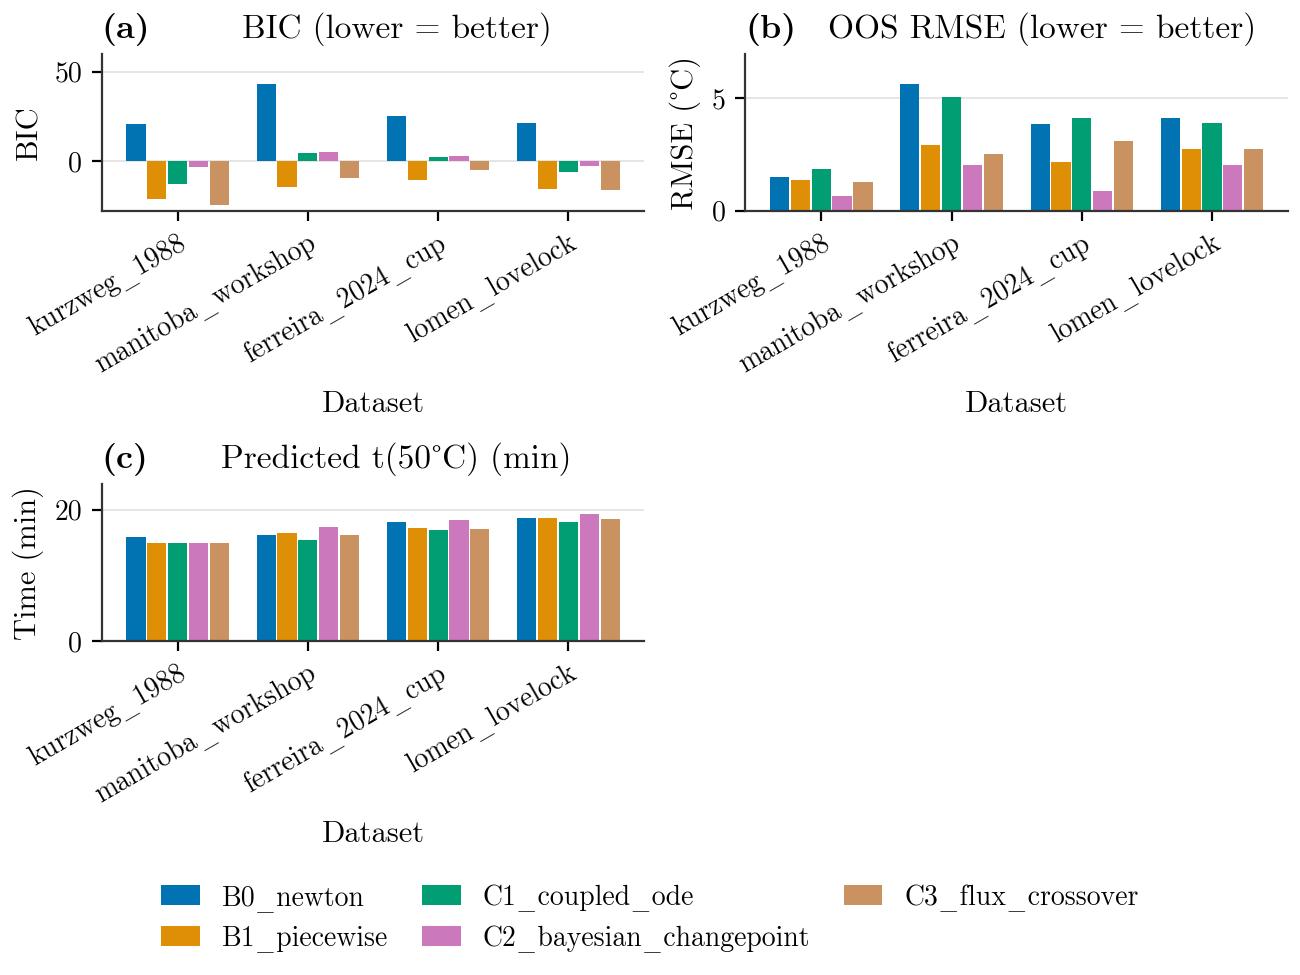 (a) BIC (lower = better)
BIC
50
0
kurzweg_1988
manitoba_workshop
ferreira_2024_cup
lomen_lovelock
Dataset
(b) OOS RMSE (lower = better)
RMSE (°C)
5
0
kurzweg_1988
manitoba_workshop
ferreira_2024_cup
lomen_lovelock
Dataset
(c) Predicted t(50°C) (min)
Time (min)
20
0
kurzweg_1988
manitoba_workshop
ferreira_2024_cup
lomen_lovelock
Dataset
B0_newton
B1_piecewise
C1_coupled_ode
C2_bayesian_changepoint
C3_flux_crossover